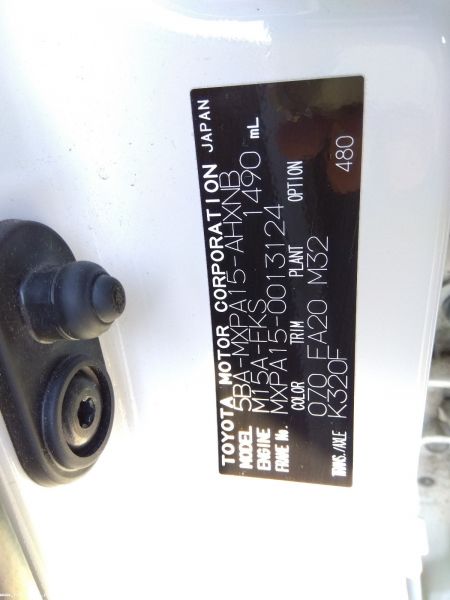 TOYOTA MOTOR CORPORATION JAPAN
MODEL 5BA-MXPA15-AHXNB
ENGINE M15A-FKS 1490 mL
FRAME No. MXPA15-0013124
COLOR TRIM PLANT OPTION
070 FA20 M32 480
TRANS./AXLE K320F